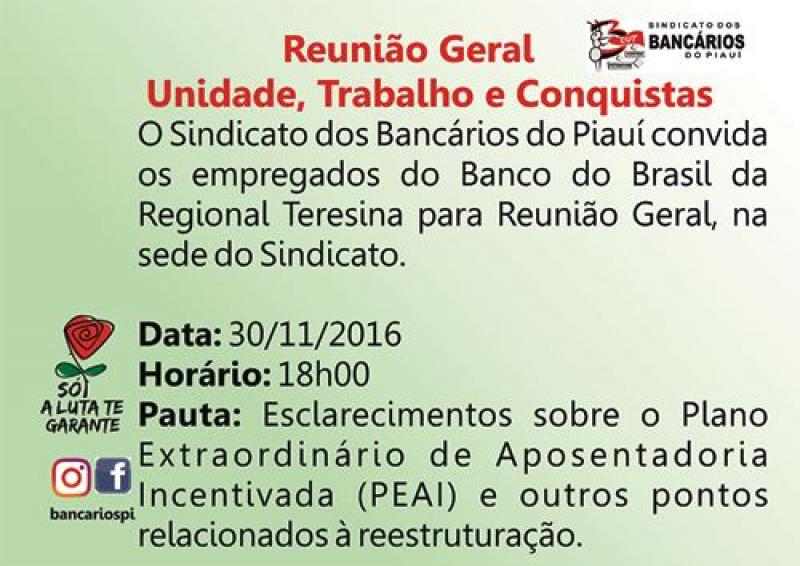 Reunião Geral
SINDICATO DOS
BANCÁRIOS
DO PIAUÍ
CUT
Unidade, Trabalho e Conquistas
O Sindicato dos Bancários do Piauí convida
os empregados do Banco do Brasil da
Regional Teresina para Reunião Geral, na
sede do Sindicato.
Data: 30/11/2016
Horário: 18h00
Pauta: Esclarecimentos sobre o Plano
Extraordinário de Aposentadoria
Incentivada (PEAI) e outros pontos
relacionados à reestruturação.
SÓ
A LUTA TE
GARANTE
bancariospi